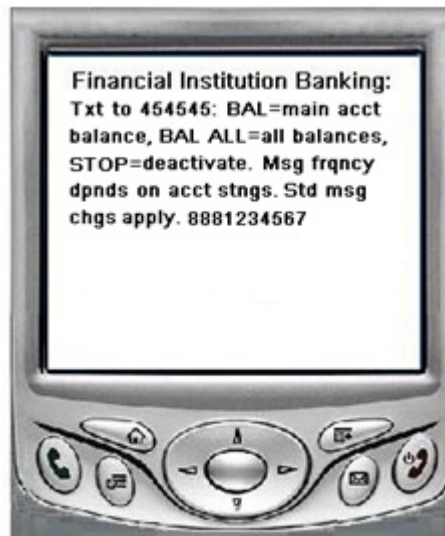 Financial Institution Banking:
Txt to 454545: BAL=main acct
balance, BAL ALL=all balances,
STOP=deactivate. Msg frqncy
dpnds on acct stngs. Std msg
chgs apply. 8881234567